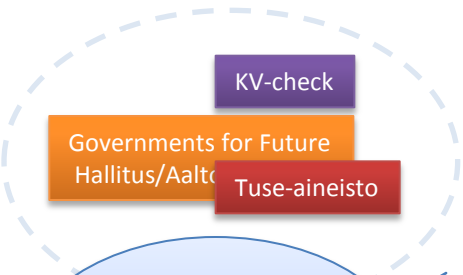 KV-check
Governments for Future
Hallitus/Aalto
Tuse-aineisto